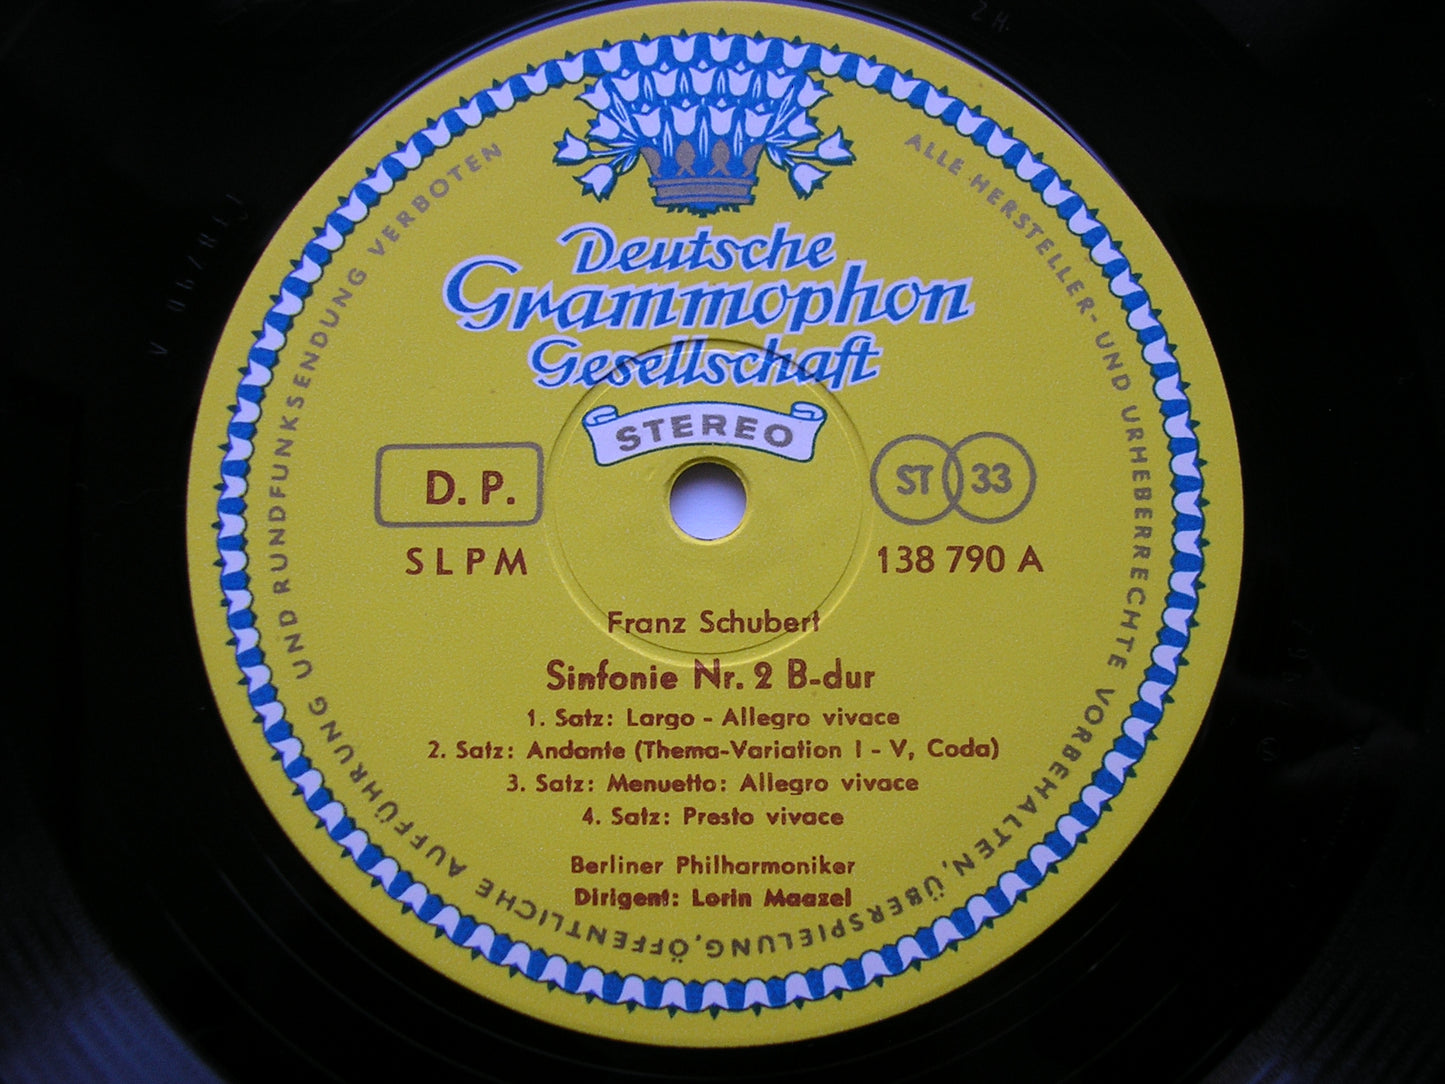 Deutsche
Grammophon
Gesellschaft
STEREO
D. P.
ST 33
SLPM
138 790 A
Franz Schubert
Sinfonie Nr. 2 B-dur
1. Satz: Largo - Allegro vivace
2. Satz: Andante (Thema-Variation I - V, Coda)
3. Satz: Menuetto: Allegro vivace
4. Satz: Presto vivace
Berliner Philharmoniker
Dirigent: Lorin Maazel
ALLE HERSTELLER- UND URHEBERRECHTE VORBEHALTEN, ÜBERSPIELUNG, ÖFFENTLICHE AUFFÜHRUNG UND RUNDFUNKSENDUNG VERBOTEN